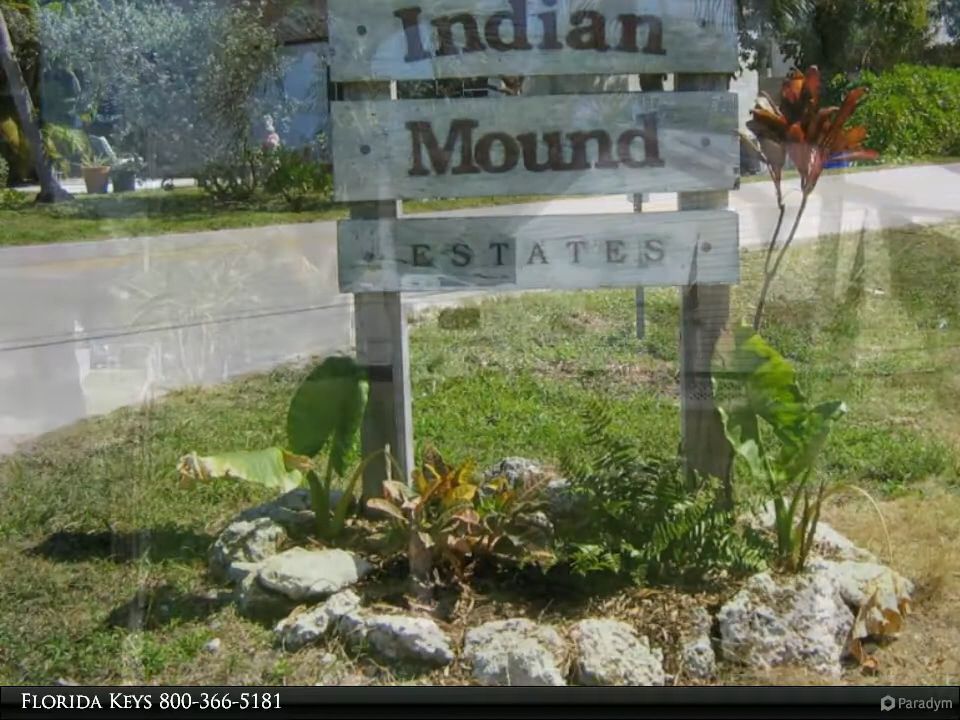 Indian
Mound
ESTATES
FLORIDA KEYS 800-366-5181
Paradym